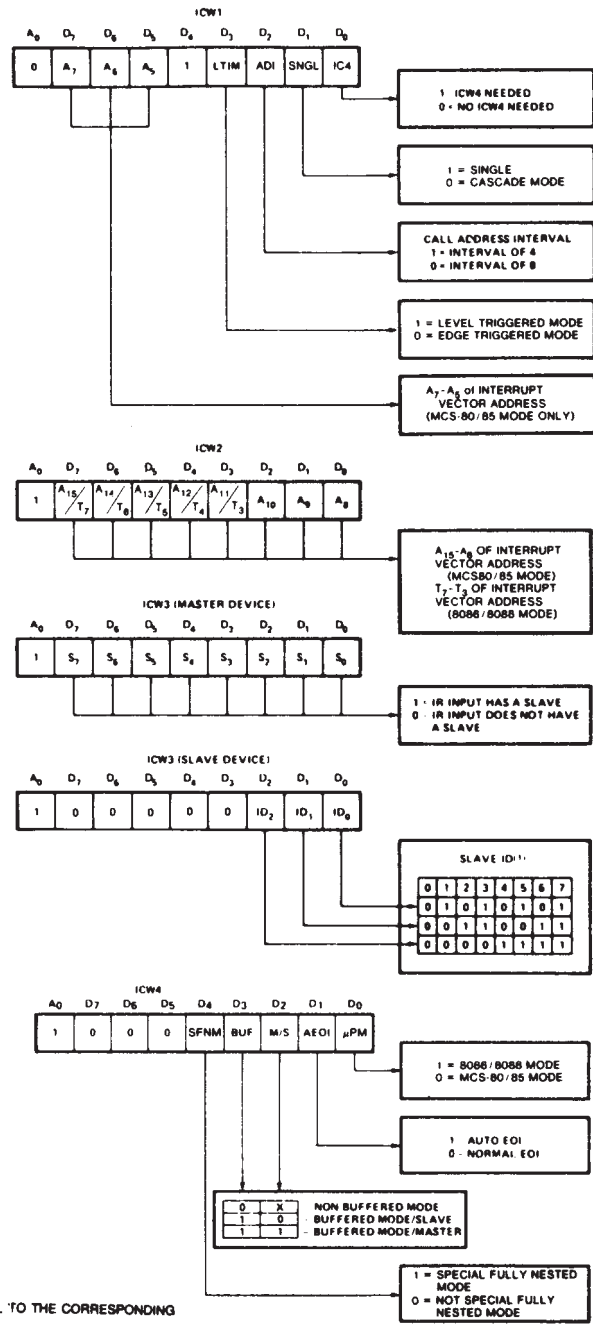 ICW1
A0 D7 D6 D5 D4 D3 D2 D1 D0
0 A7 A6 A5 1 LTIM ADI SNGL IC4
1 ICW4 NEEDED
0 = NO ICW4 NEEDED
1 = SINGLE
0 = CASCADE MODE
CALL ADDRESS INTERVAL
1 = INTERVAL OF 4
0 = INTERVAL OF 8
1 = LEVEL TRIGGERED MODE
0 = EDGE TRIGGERED MODE
A7-A5 of INTERRUPT
VECTOR ADDRESS
(MCS-80/85 MODE ONLY)
ICW2
A0 D7 D6 D5 D4 D3 D2 D1 D0
1 A15/T7 A14/T6 A13/T5 A12/T4 A11/T3 A10 A9 A8
A15-A8 OF INTERRUPT
VECTOR ADDRESS
(MCS80/85 MODE)
T7-T3 OF INTERRUPT
VECTOR ADDRESS
(8086/8088 MODE)
ICW3 (MASTER DEVICE)
A0 D7 D6 D5 D4 D3 D2 D1 D0
1 S7 S6 S5 S4 S3 S2 S1 S0
1 - IR INPUT HAS A SLAVE
0 - IR INPUT DOES NOT HAVE
A SLAVE
ICW3 (SLAVE DEVICE)
A0 D7 D6 D5 D4 D3 D2 D1 D0
1 0 0 0 0 0 ID2 ID1 ID0
SLAVE ID(1)
0 1 2 3 4 5 6 7
0 1 0 1 0 1 0 1
0 0 1 1 0 0 1 1
0 0 0 0 1 1 1 1
ICW4
A0 D7 D6 D5 D4 D3 D2 D1 D0
1 0 0 0 SFNM BUF M/S AEOI µPM
1 = 8086/8088 MODE
0 = MCS-80/85 MODE
1 AUTO EOI
0 - NORMAL EOI
0 X - NON BUFFERED MODE
1 0 - BUFFERED MODE/SLAVE
1 1 - BUFFERED MODE/MASTER
1 = SPECIAL FULLY NESTED
MODE
0 = NOT SPECIAL FULLY
NESTED MODE
TO THE CORRESPONDING